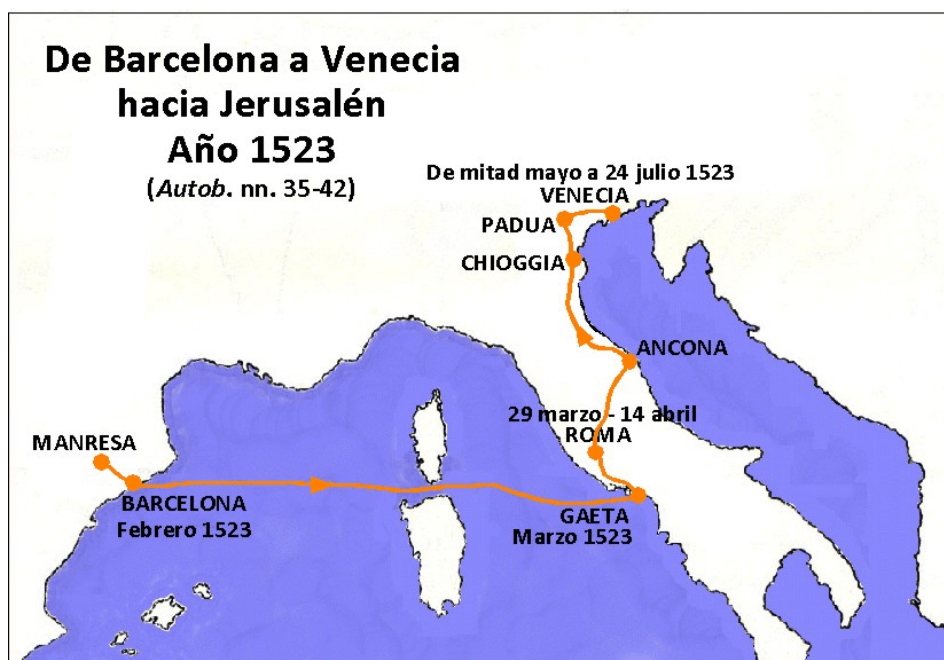 De Barcelona a Venecia
hacia Jerusalén
Año 1523
(Autob. nn. 35-42)
De mitad mayo a 24 julio 1523
VENECIA
PADUA
CHIOGGIA
ANCONA
29 marzo - 14 abril
ROMA
MANRESA
BARCELONA
Febrero 1523
GAETA
Marzo 1523